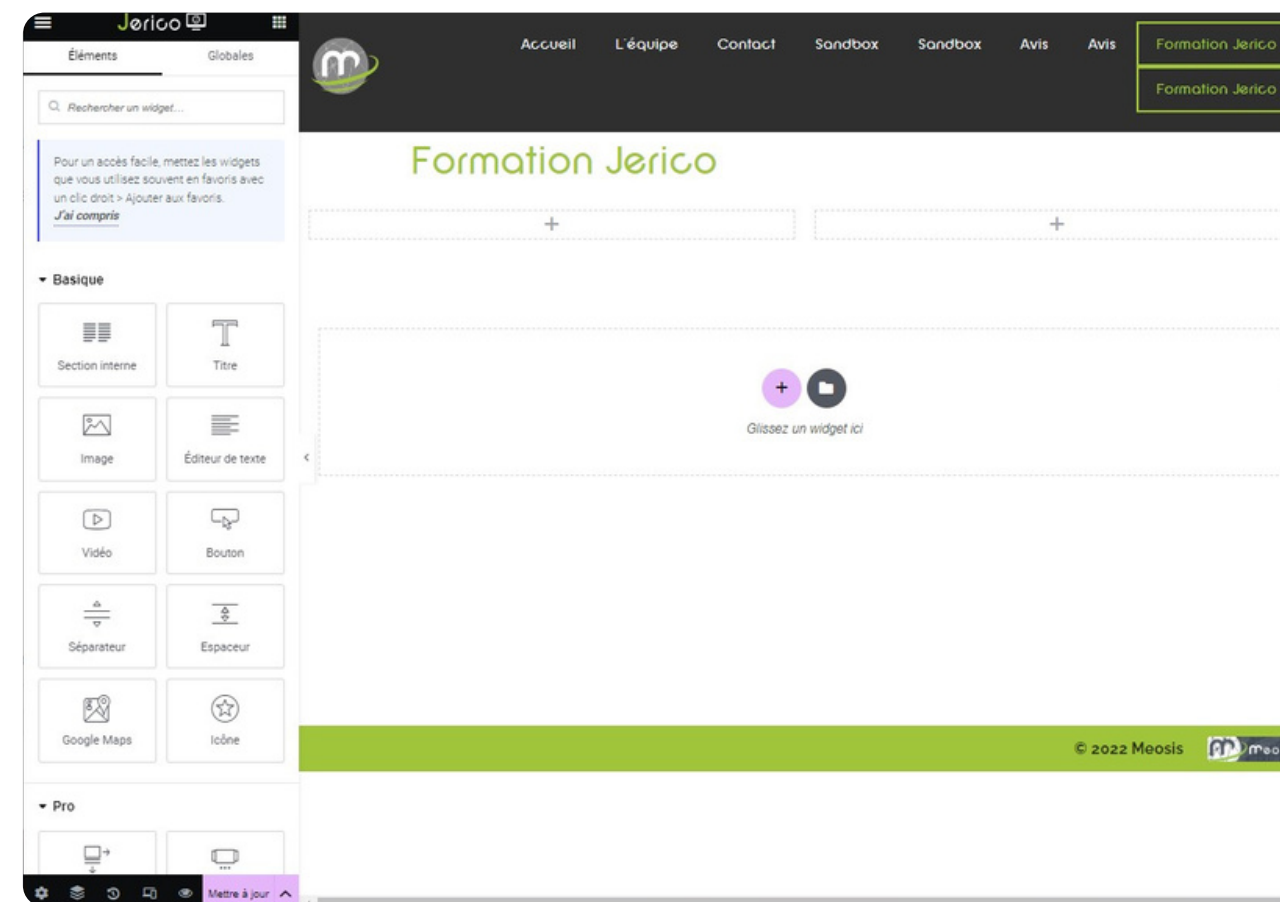 Jerico
Éléments
Globales
Rechercher un widget...
Pour un accès facile, mettez les widgets
que vous utilisez souvent en favoris avec
un clic droit > Ajouter aux favoris.
J'ai compris
Basique
Section interne
Titre
Image
Éditeur de texte
Vidéo
Bouton
Séparateur
Espaceur
Google Maps
Icône
Pro
Mettre à jour
m
Accueil
L'équipe
Contact
Sandbox
Sandbox
Avis
Avis
Formation Jerico
Formation Jerico
Formation Jerico
Glissez un widget ici
© 2022 Meosis
m meo